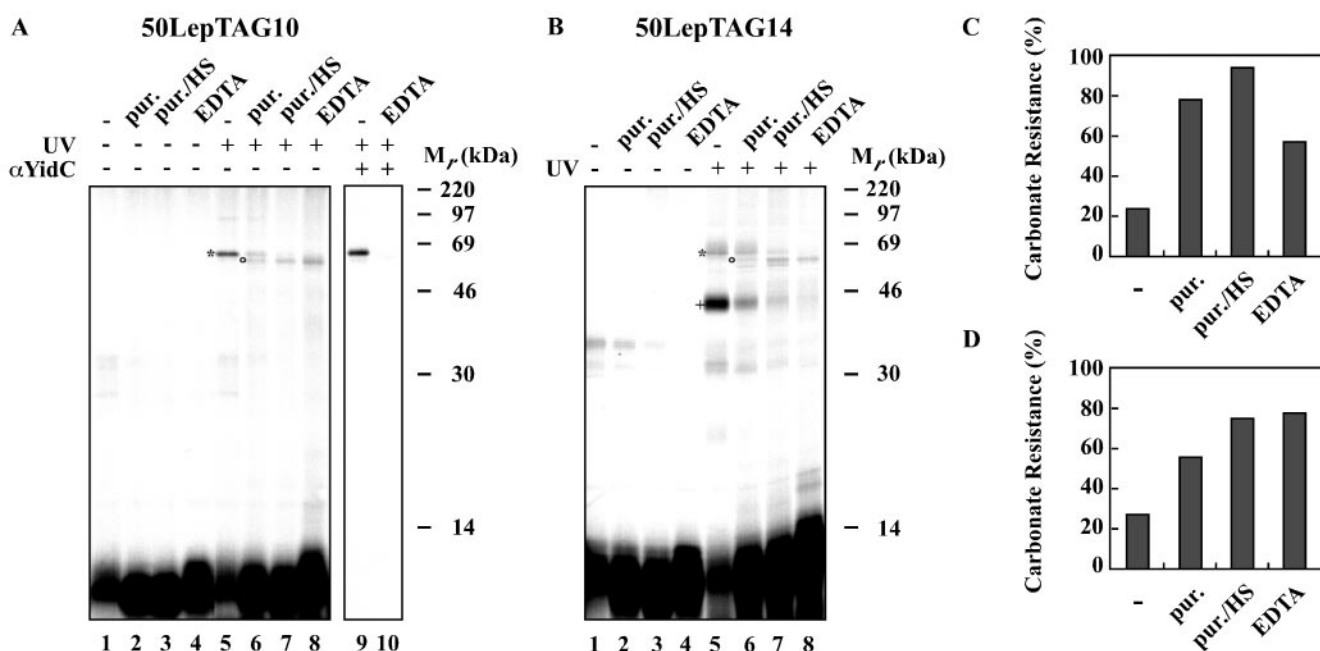 A 50LepTAG10
- pur. pur./HS EDTA - pur. pur./HS EDTA - EDTA
UV - - - - + + + + + +
αYidC + +
Mr (kDa)
220
97
69
46
30
14
*
°
1 2 3 4 5 6 7 8 9 10
B 50LepTAG14
- pur. pur./HS EDTA - pur. pur./HS EDTA
UV - - - - + + + +
Mr (kDa)
220
97
69
46
30
14
*
°
+
1 2 3 4 5 6 7 8
C
Carbonate Resistance (%)
100
80
60
40
20
0
- pur. pur./HS EDTA
D
Carbonate Resistance (%)
100
80
60
40
20
0
- pur. pur./HS EDTA